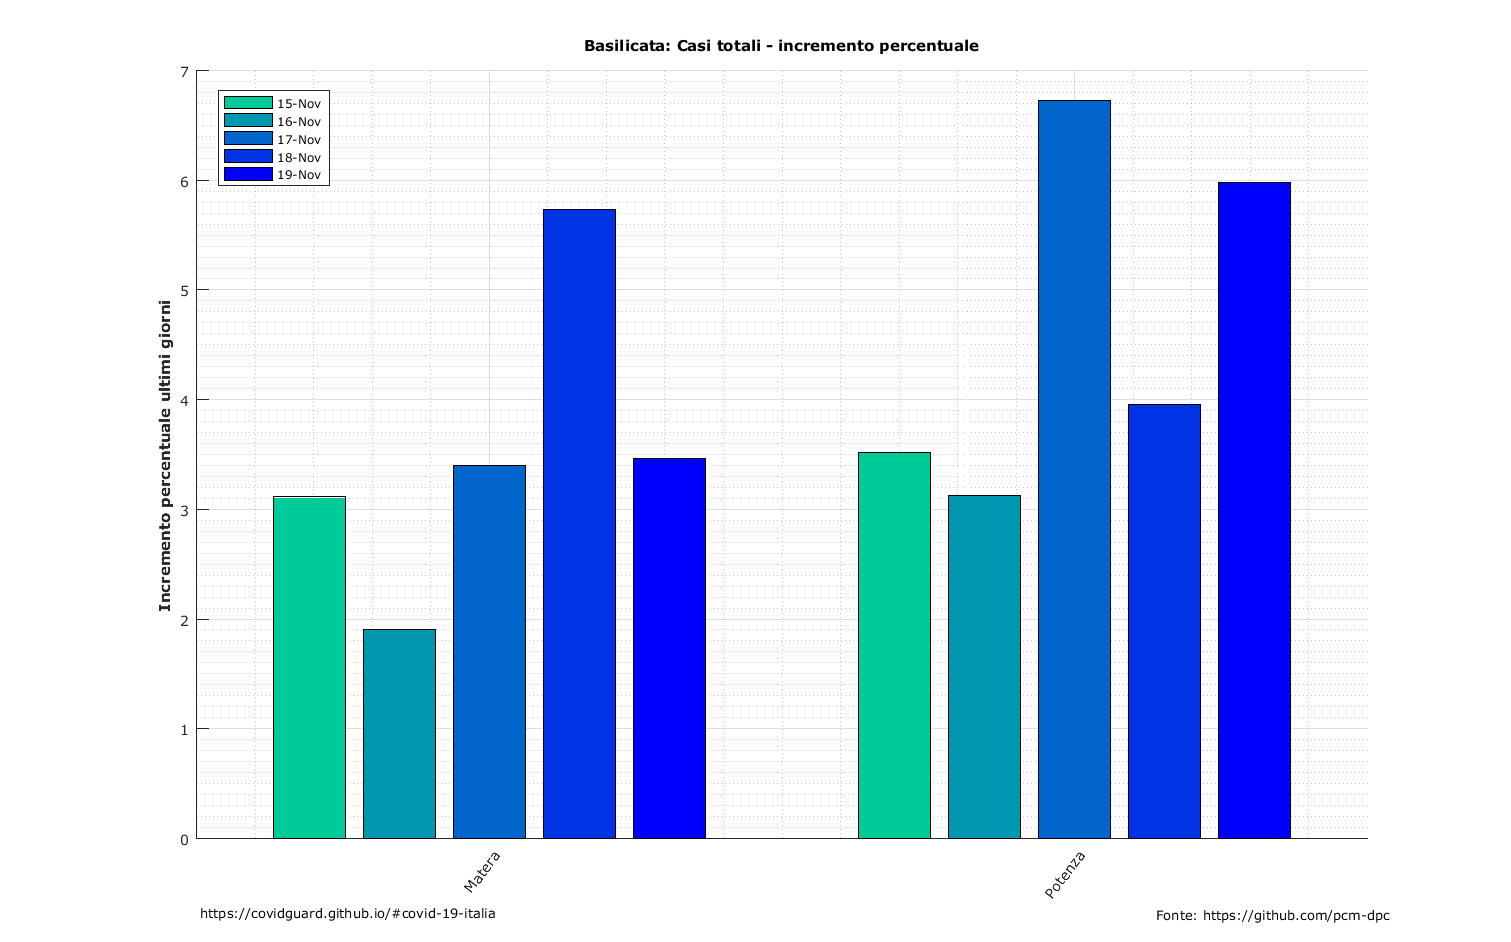 Basilicata: Casi totali - incremento percentuale
15-Nov
16-Nov
17-Nov
18-Nov
19-Nov
Incremento percentuale ultimi giorni
7
6
5
4
3
2
1
0
Matera
Potenza
https://covidguard.github.io/#covid-19-italia
Fonte: https://github.com/pcm-dpc